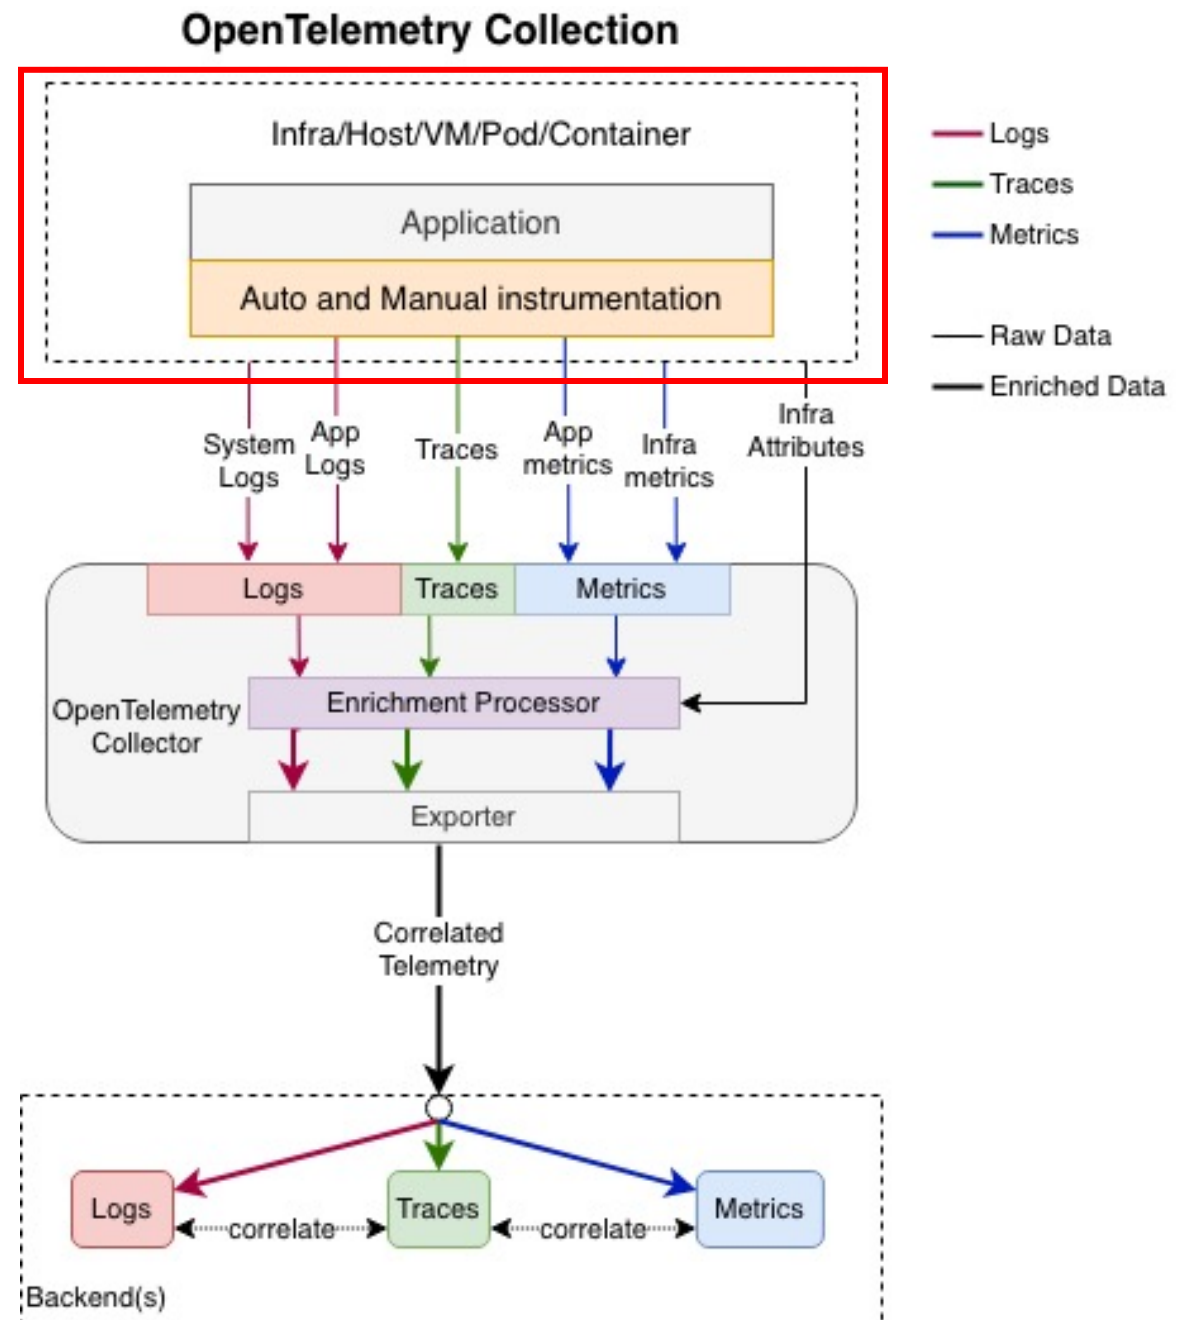 OpenTelemetry Collection
Infra/Host/VM/Pod/Container
Application
Auto and Manual instrumentation
Logs
Traces
Metrics
Raw Data
Enriched Data
System
Logs
App
Logs
Traces
App
metrics
Infra
metrics
Infra
Attributes
Logs
Traces
Metrics
OpenTelemetry
Collector
Enrichment Processor
Exporter
Correlated
Telemetry
Logs
correlate
Traces
correlate
Metrics
Backend(s)